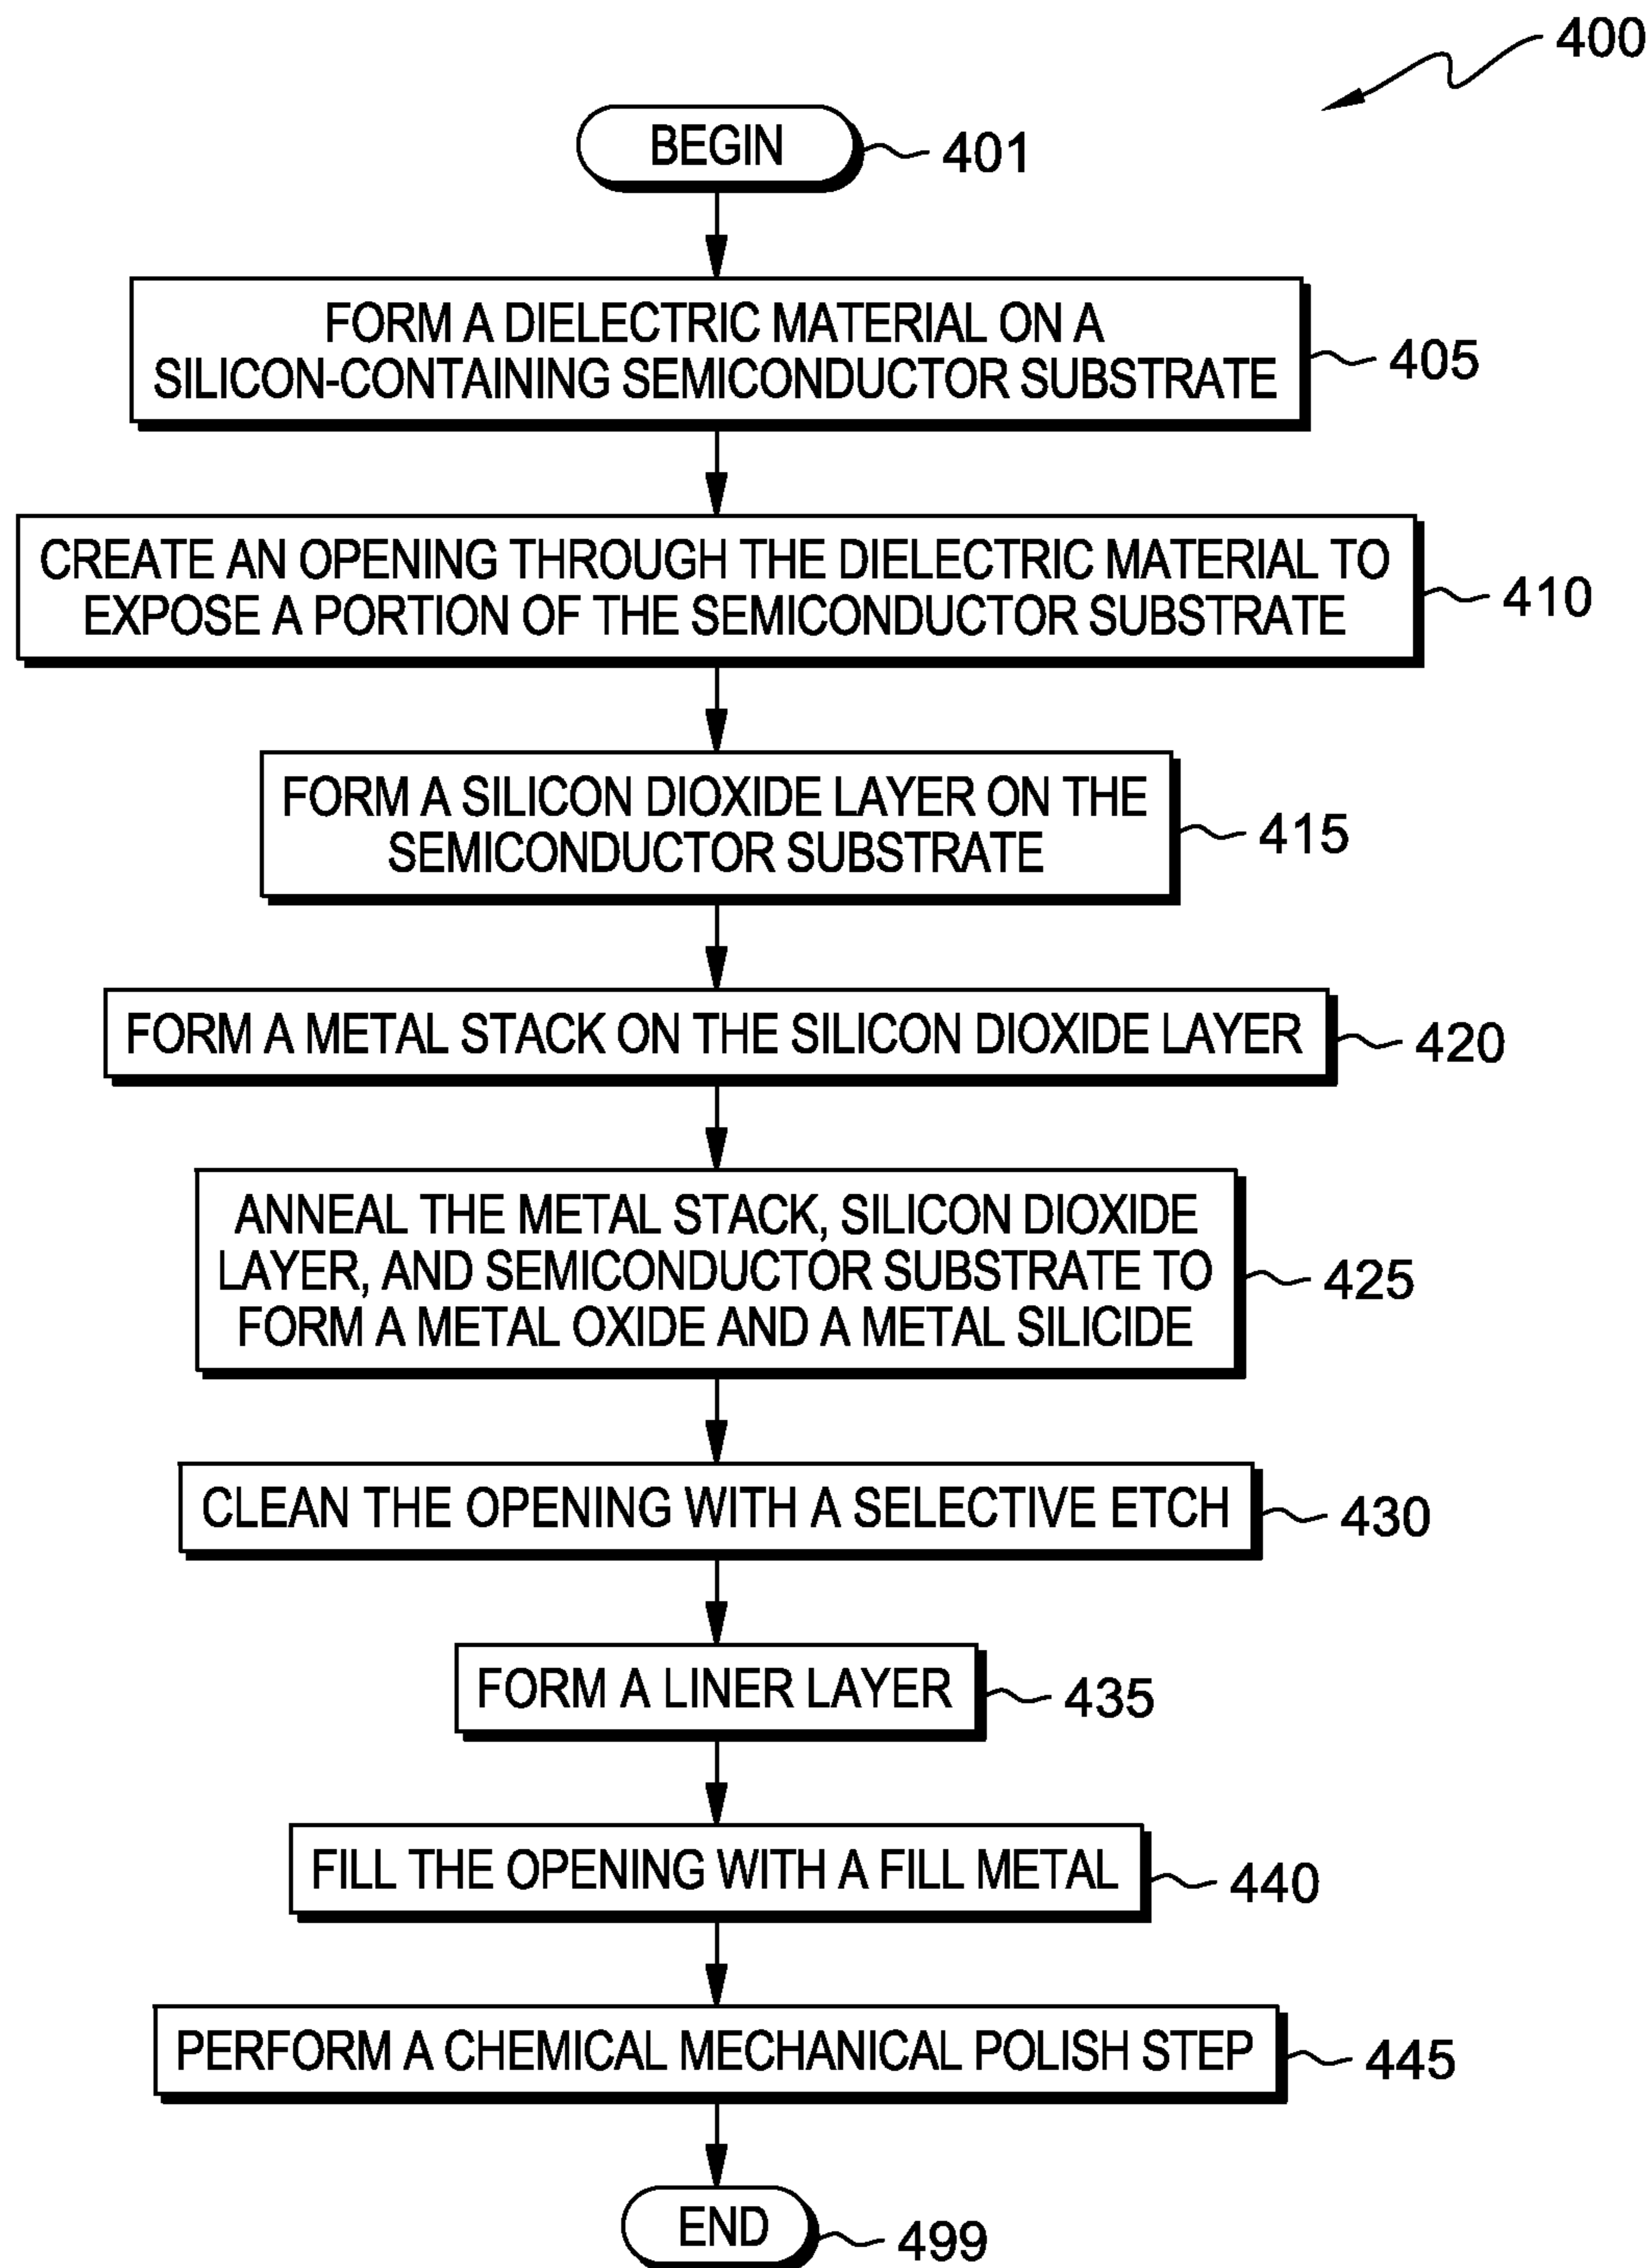 400
BEGIN
401
FORM A DIELECTRIC MATERIAL ON A
SILICON-CONTAINING SEMICONDUCTOR SUBSTRATE
405
CREATE AN OPENING THROUGH THE DIELECTRIC MATERIAL TO
EXPOSE A PORTION OF THE SEMICONDUCTOR SUBSTRATE
410
FORM A SILICON DIOXIDE LAYER ON THE
SEMICONDUCTOR SUBSTRATE
415
FORM A METAL STACK ON THE SILICON DIOXIDE LAYER
420
ANNEAL THE METAL STACK, SILICON DIOXIDE
LAYER, AND SEMICONDUCTOR SUBSTRATE TO
FORM A METAL OXIDE AND A METAL SILICIDE
425
CLEAN THE OPENING WITH A SELECTIVE ETCH
430
FORM A LINER LAYER
435
FILL THE OPENING WITH A FILL METAL
440
PERFORM A CHEMICAL MECHANICAL POLISH STEP
445
END
499